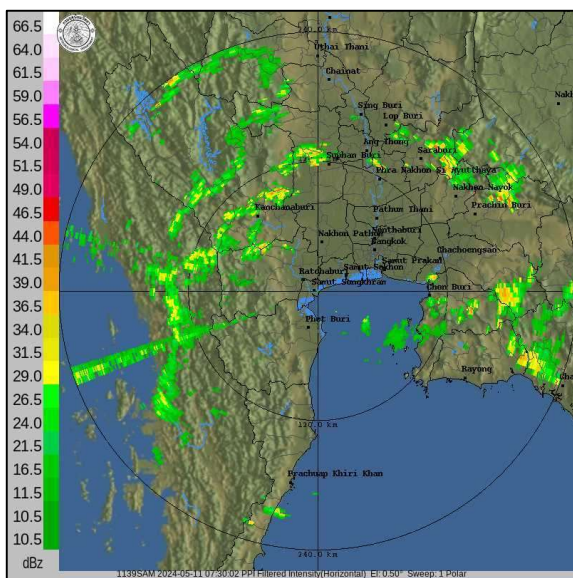 66.5
64.0
61.5
59.0
56.5
54.0
51.5
49.0
46.5
44.0
41.5
39.0
36.5
34.0
31.5
29.0
26.5
24.0
21.5
16.5
11.5
10.5
10.5
dBz
240.0 km
Uthai Thani
Chainat
Nakh
Sing Buri
Lop Buri
Ang Thong
Saraburi
Suphan Buri
Phra Nakhon Si Ayutthaya
Nakhon Nayok
Kanchanaburi
Prachin Buri
Pathum Thani
Nonthaburi
Nakhon Pathom
Bangkok
Chachoengsao
Samut Prakan
Samut Sakhon
Ratchaburi
Samut Songkhram
Chon Buri
Phet Buri
Rayong
Cha
120.0 km
Prachuap Khiri Khan
240.0 km
1139SAM 2024-05-11 07:30:02 PPI Filtered Intensity(Horizontal) El: 0.50° Sweep: 1 Polar